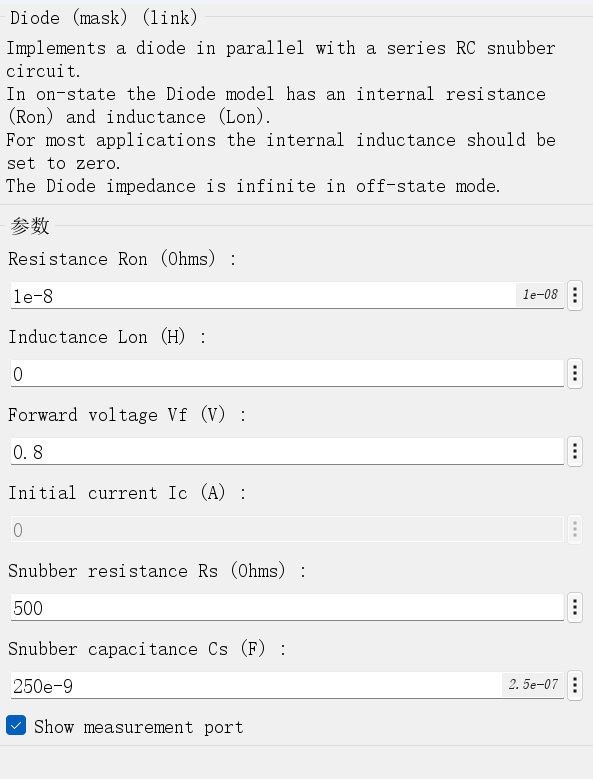 Diode (mask) (link)
Implements a diode in parallel with a series RC snubber
circuit.
In on-state the Diode model has an internal resistance
(Ron) and inductance (Lon).
For most applications the internal inductance should be
set to zero.
The Diode impedance is infinite in off-state mode.
参数
Resistance Ron (Ohms) :
1e-8 1e-08
Inductance Lon (H) :
0
Forward voltage Vf (V) :
0.8
Initial current Ic (A) :
0
Snubber resistance Rs (Ohms) :
500
Snubber capacitance Cs (F) :
250e-9 2.5e-07
Show measurement port